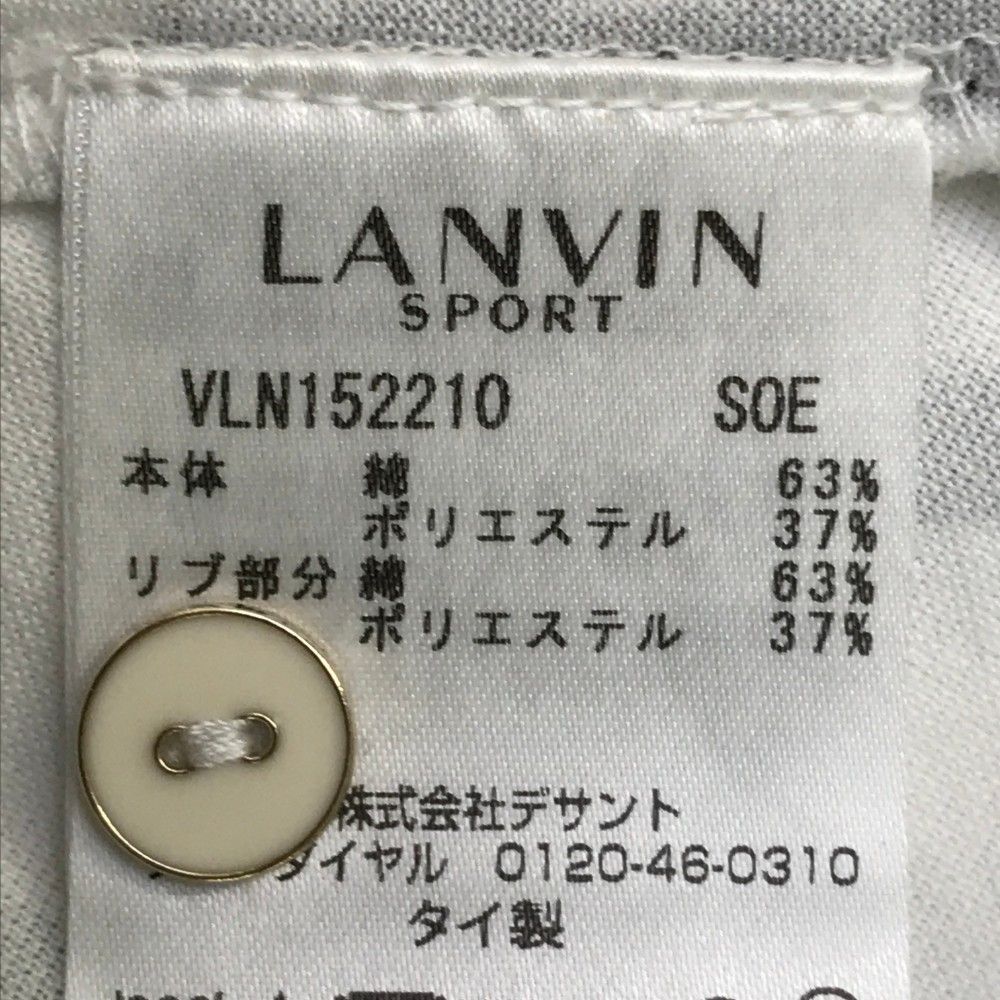 LANVIN
SPORT
VLN152210 SOE
本体 綿 63%
ポリエステル 37%
リブ部分 綿 63%
ポリエステル 37%
株式会社デサント
ダイヤル 0120-46-0310
タイ製